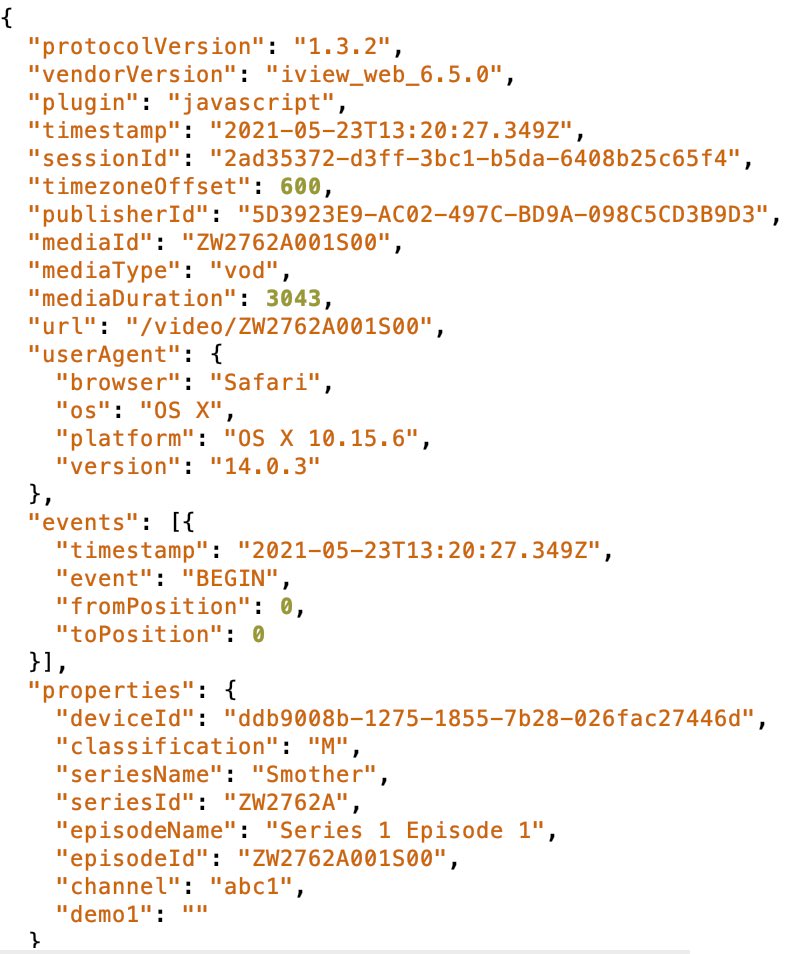 {
  "protocolVersion": "1.3.2",
  "vendorVersion": "iview_web_6.5.0",
  "plugin": "javascript",
  "timestamp": "2021-05-23T13:20:27.349Z",
  "sessionId": "2ad35372-d3ff-3bc1-b5da-6408b25c65f4",
  "timezoneOffset": 600,
  "publisherId": "5D3923E9-AC02-497C-BD9A-098C5CD3B9D3",
  "mediaId": "ZW2762A001S00",
  "mediaType": "vod",
  "mediaDuration": 3043,
  "url": "/video/ZW2762A001S00",
  "userAgent": {
    "browser": "Safari",
    "os": "OS X",
    "platform": "OS X 10.15.6",
    "version": "14.0.3"
  },
  "events": [{
    "timestamp": "2021-05-23T13:20:27.349Z",
    "event": "BEGIN",
    "fromPosition": 0,
    "toPosition": 0
  }],
  "properties": {
    "deviceId": "ddb9008b-1275-1855-7b28-026fac27446d",
    "classification": "M",
    "seriesName": "Smother",
    "seriesId": "ZW2762A",
    "episodeName": "Series 1 Episode 1",
    "episodeId": "ZW2762A001S00",
    "channel": "abc1",
    "demo1": ""
  }